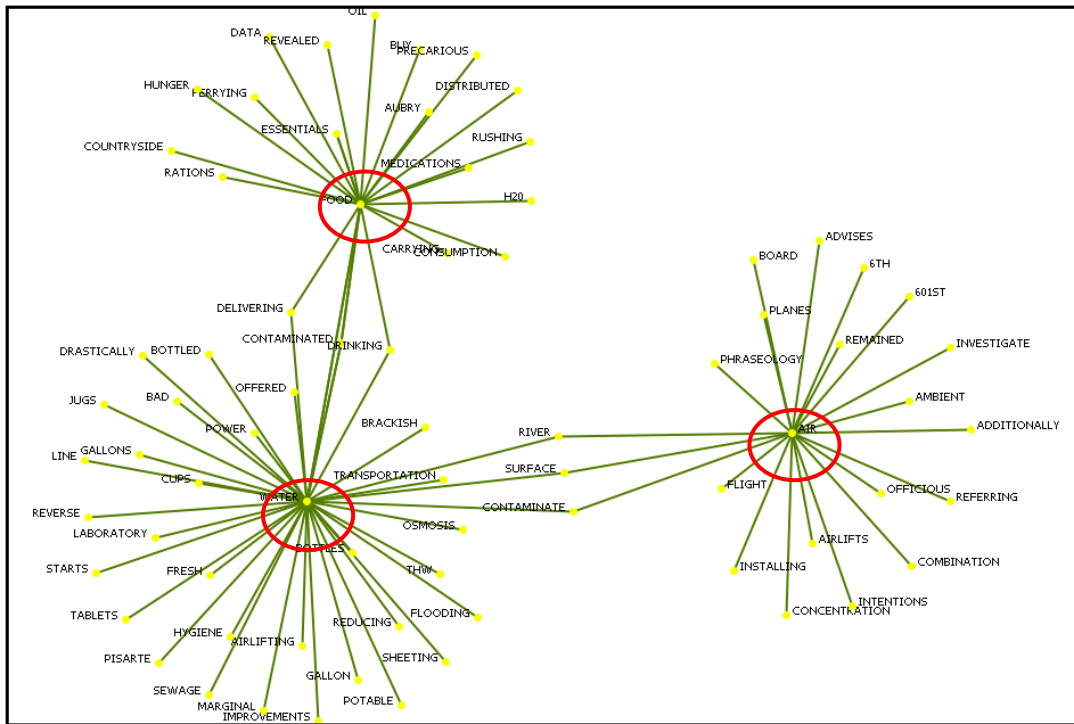 OIL
DATA
REVEALED
BUY
PRECARIOUS
HUNGER
FERRYING
DISTRIBUTED
AUBRY
ESSENTIALS
RUSHING
COUNTRYSIDE
MEDICATIONS
RATIONS
FOOD
H20
CARRYING
CONSUMPTION
ADVISES
BOARD
6TH
601ST
PLANES
DELIVERING
CONTAMINATED
DRINKING
REMAINED
INVESTIGATE
DRASTICALLY
BOTTLED
PHRASEOLOGY
OFFERED
JUGS
BAD
AMBIENT
BRACKISH
POWER
RIVER
AIR
ADDITIONALLY
GALLONS
LINE
TRANSPORTATION
SURFACE
CUPS
FLIGHT
OFFICIOUS
REFERRING
WATER
CONTAMINATE
REVERSE
OSMOSIS
LABORATORY
BOTTLES
AIRLIFTS
STARTS
FRESH
THW
INSTALLING
COMBINATION
TABLETS
FLOODING
INTENTIONS
CONCENTRATION
HYGIENE
AIRLIFTING
REDUCING
PISARTE
SHEETING
GALLON
SEWAGE
POTABLE
MARGINAL
IMPROVEMENTS